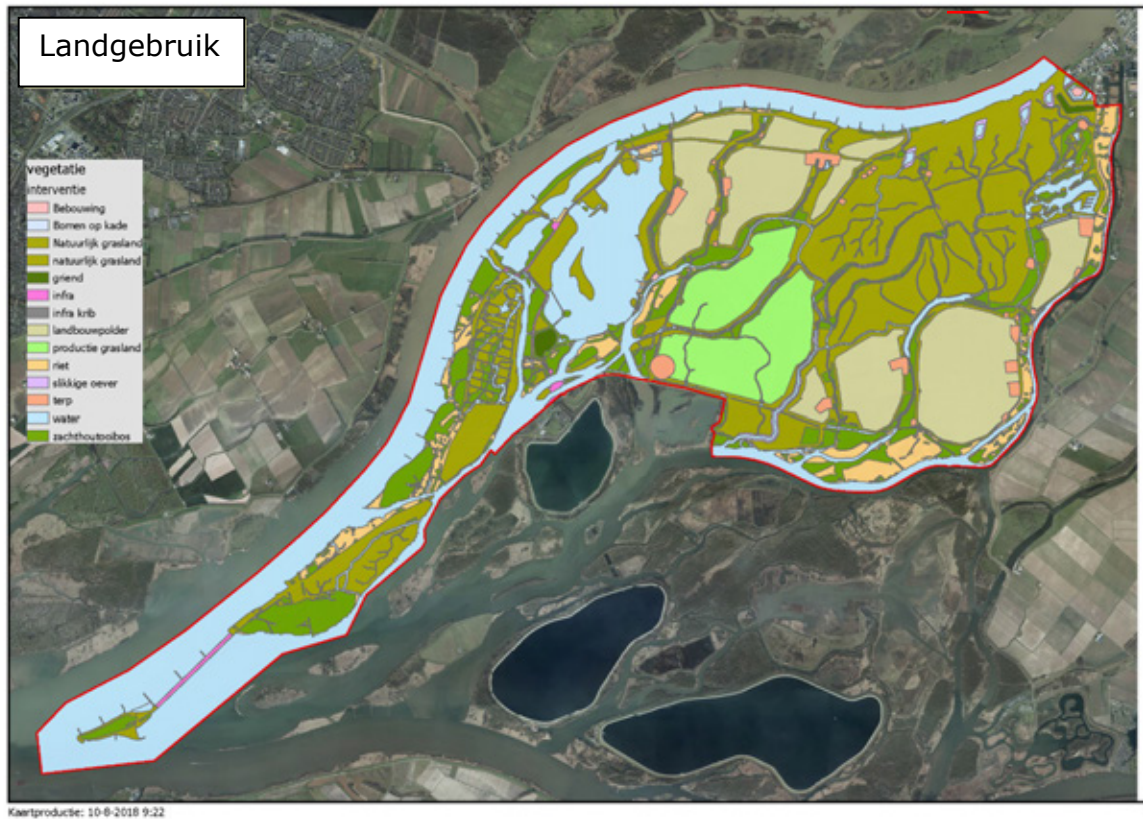 Landgebruik
vegetatie
interventie
Bebouwing
Bomen op kade
Natuurlijk grasland
natuurlijk grasland
griend
infra
infra krib
landbouwpolder
productie grasland
riet
slikkige oever
terp
water
zachthoutooibos
Kaartproductie: 10-8-2018 9:22